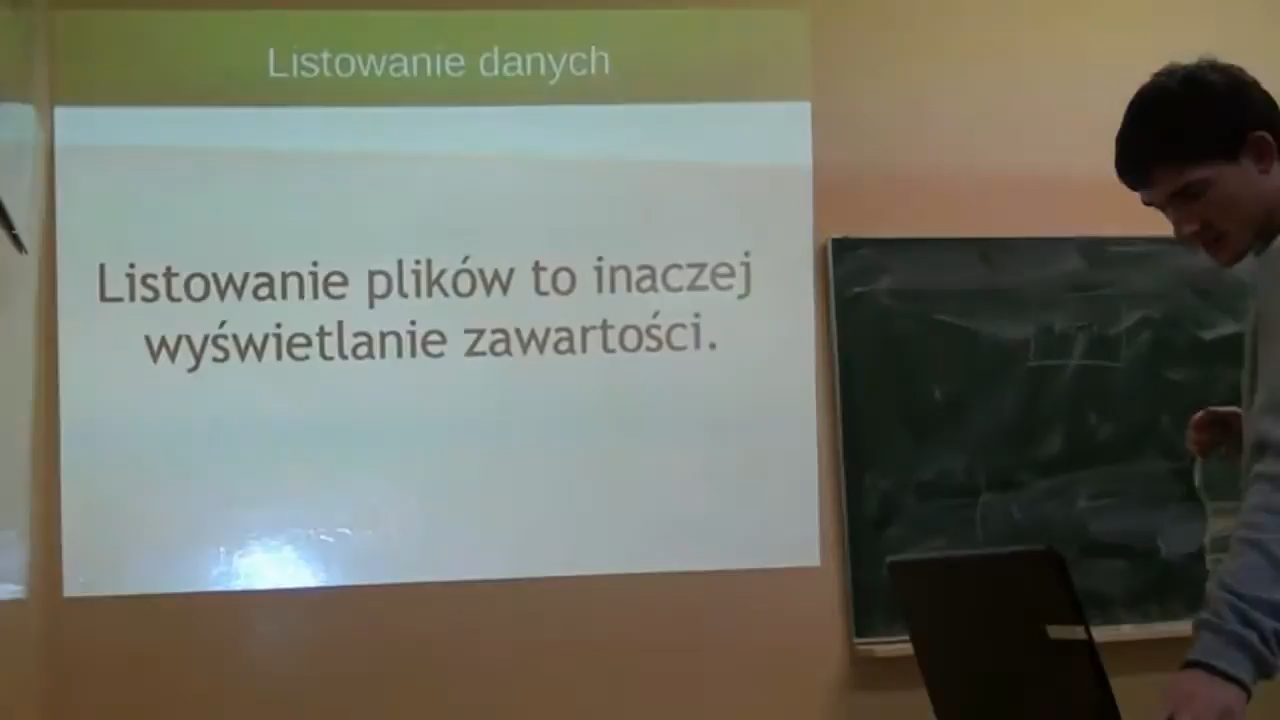 Listowanie danych
Listowanie plików to inaczej
wyświetlanie zawartości.